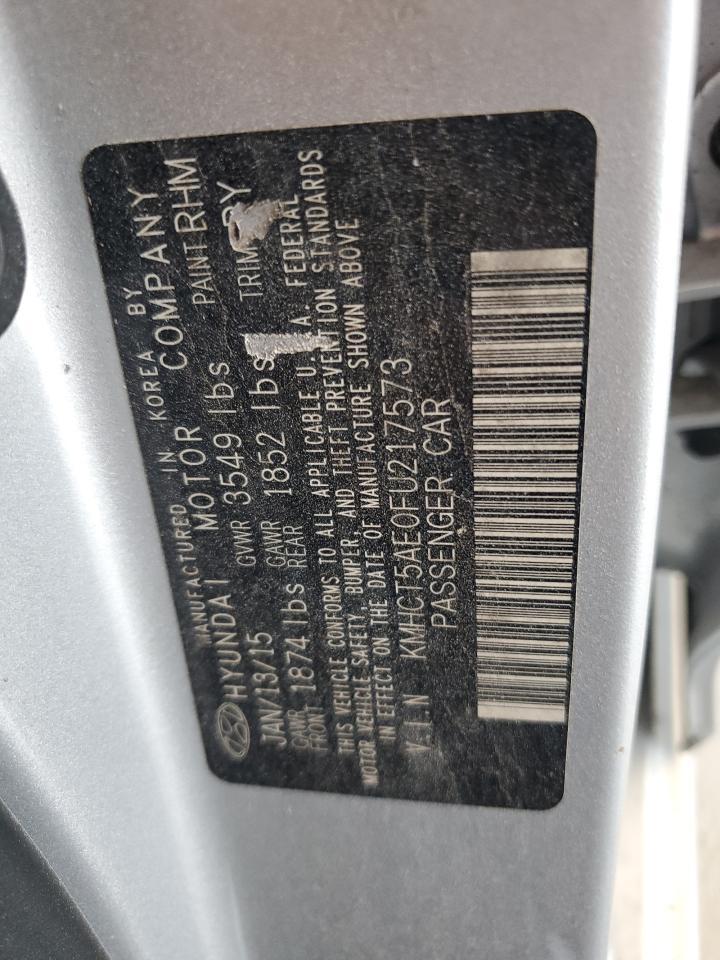 MANUFACTURED IN KOREA BY
HYUNDAI MOTOR COMPANY
JAN/13/15 GVWR 3549 lbs PAINT RHM
GAWR FRONT 1874 lbs GAWR REAR 1852 lbs TRIM
THIS VEHICLE CONFORMS TO ALL APPLICABLE U. A. FEDERAL
MOTOR VEHICLE SAFETY, BUMPER, AND THEFT PREVENTION STANDARDS
IN EFFECT ON THE DATE OF MANUFACTURE SHOWN ABOVE
V.I.N KMHCT5AE0FU217573
PASSENGER CAR